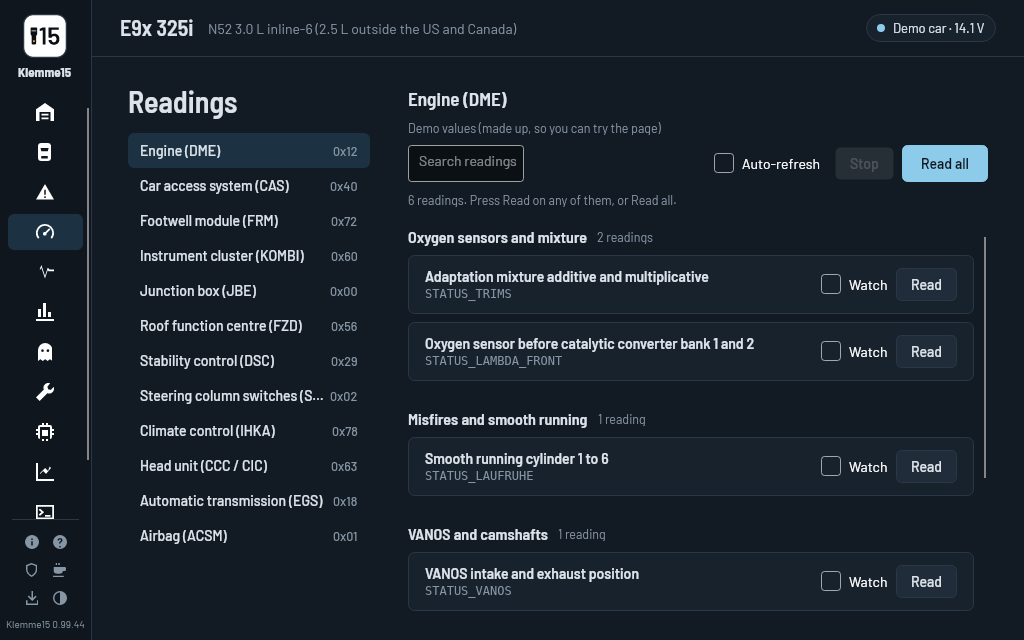 115
Klemme15
E9x 325i
N52 3.0 L inline-6 (2.5 L outside the US and Canada)
Demo car · 14.1 V
Readings
Engine (DME) 0x12
Car access system (CAS) 0x40
Footwell module (FRM) 0x72
Instrument cluster (KOMBI) 0x60
Junction box (JBE) 0x00
Roof function centre (FZD) 0x56
Stability control (DSC) 0x29
Steering column switches (S... 0x02
Climate control (IHKA) 0x78
Head unit (CCC / CIC) 0x63
Automatic transmission (EGS) 0x18
Airbag (ACSM) 0x01
Engine (DME)
Demo values (made up, so you can try the page)
Search readings
Auto-refresh
Stop
Read all
6 readings. Press Read on any of them, or Read all.
Oxygen sensors and mixture 2 readings
Adaptation mixture additive and multiplicative
STATUS_TRIMS
Watch
Read
Oxygen sensor before catalytic converter bank 1 and 2
STATUS_LAMBDA_FRONT
Watch
Read
Misfires and smooth running 1 reading
Smooth running cylinder 1 to 6
STATUS_LAUFRUHE
Watch
Read
VANOS and camshafts 1 reading
VANOS intake and exhaust position
STATUS_VANOS
Watch
Read
Klemme15 0.99.44